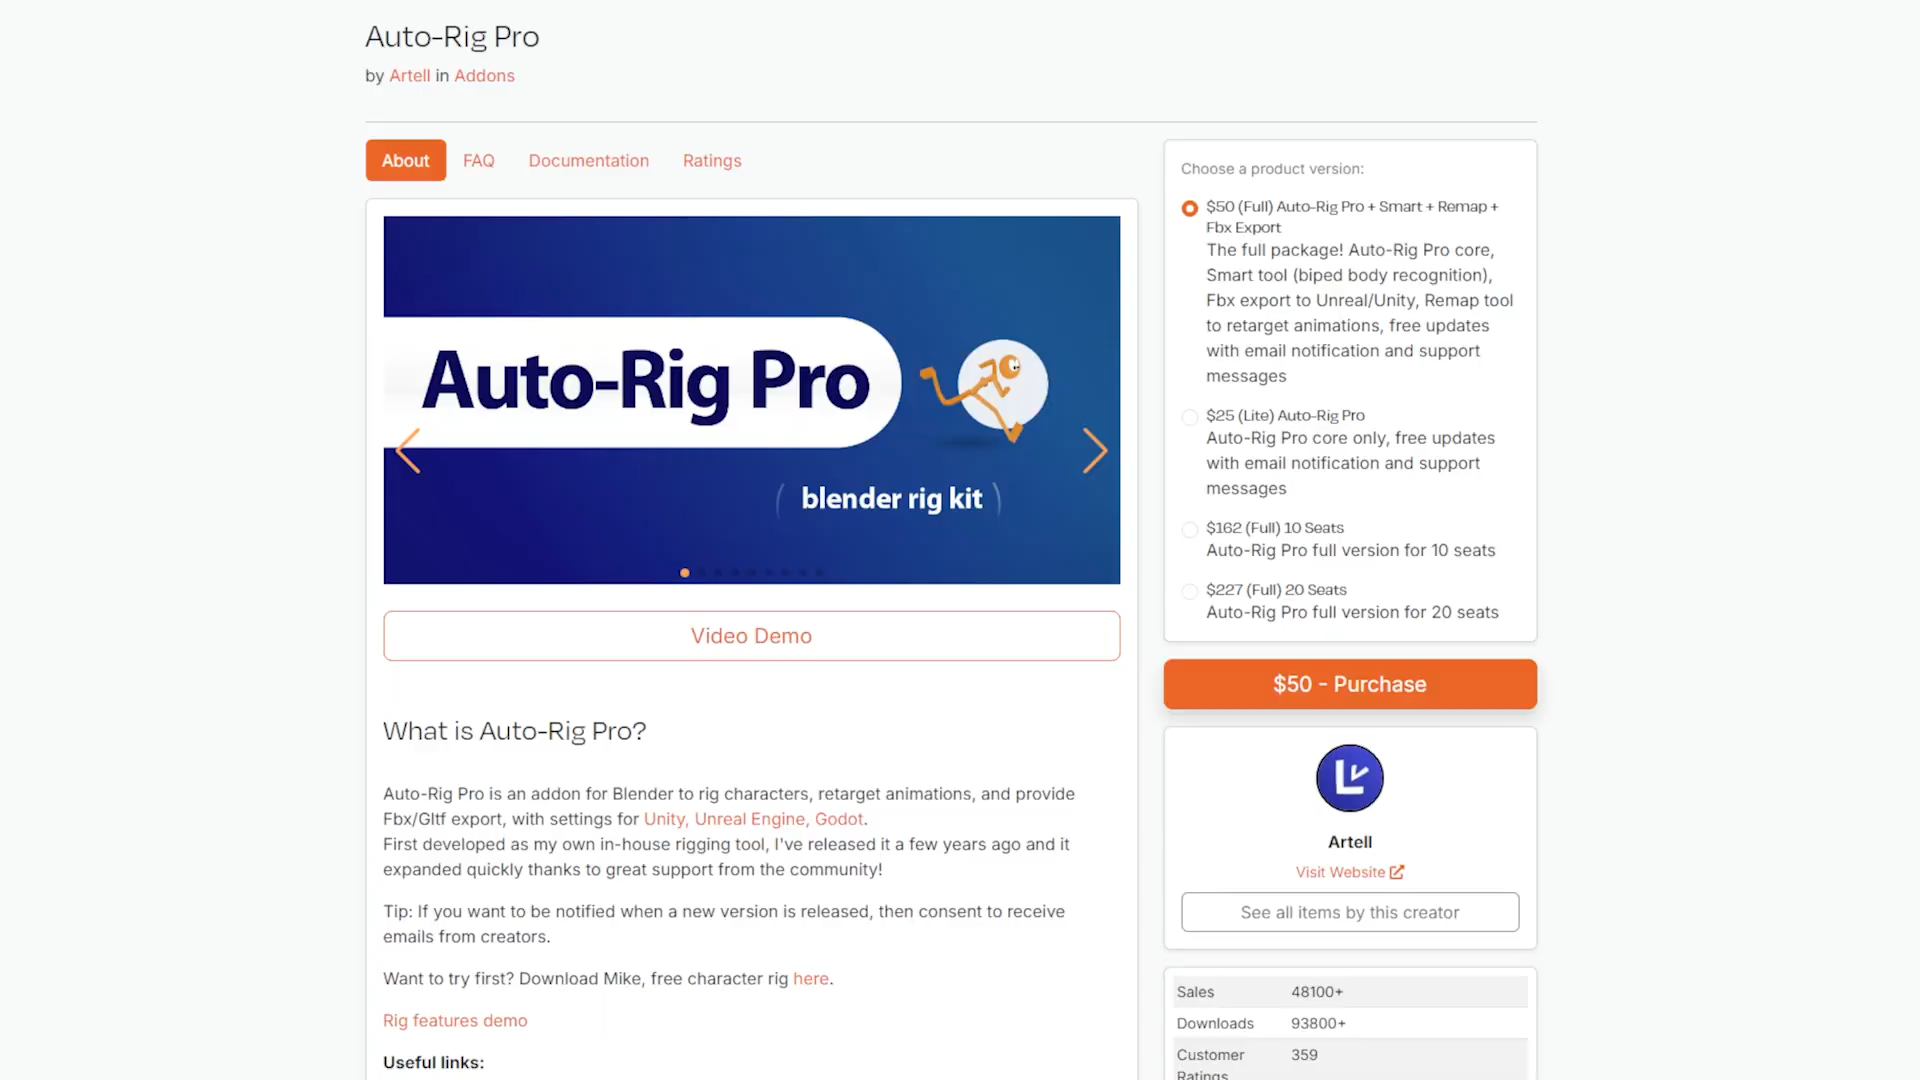 Auto-Rig Pro
by Artell in Addons
About
FAQ
Documentation
Ratings
Auto-Rig Pro
blender rig kit
Video Demo
What is Auto-Rig Pro?
Auto-Rig Pro is an addon for Blender to rig characters, retarget animations, and provide
Fbx/Gltf export, with settings for Unity, Unreal Engine, Godot.
First developed as my own in-house rigging tool, I've released it a few years ago and it
expanded quickly thanks to great support from the community!
Tip: If you want to be notified when a new version is released, then consent to receive
emails from creators.
Want to try first? Download Mike, free character rig here.
Rig features demo
Useful links:
Choose a product version:
$50 (Full) Auto-Rig Pro + Smart + Remap +
Fbx Export
The full package! Auto-Rig Pro core,
Smart tool (biped body recognition),
Fbx export to Unreal/Unity, Remap tool
to retarget animations, free updates
with email notification and support
messages
$25 (Lite) Auto-Rig Pro
Auto-Rig Pro core only, free updates
with email notification and support
messages
$162 (Full) 10 Seats
Auto-Rig Pro full version for 10 seats
$227 (Full) 20 Seats
Auto-Rig Pro full version for 20 seats
$50 - Purchase
Artell
Visit Website
See all items by this creator
Sales 48100+
Downloads 93800+
Customer 359
Ratings